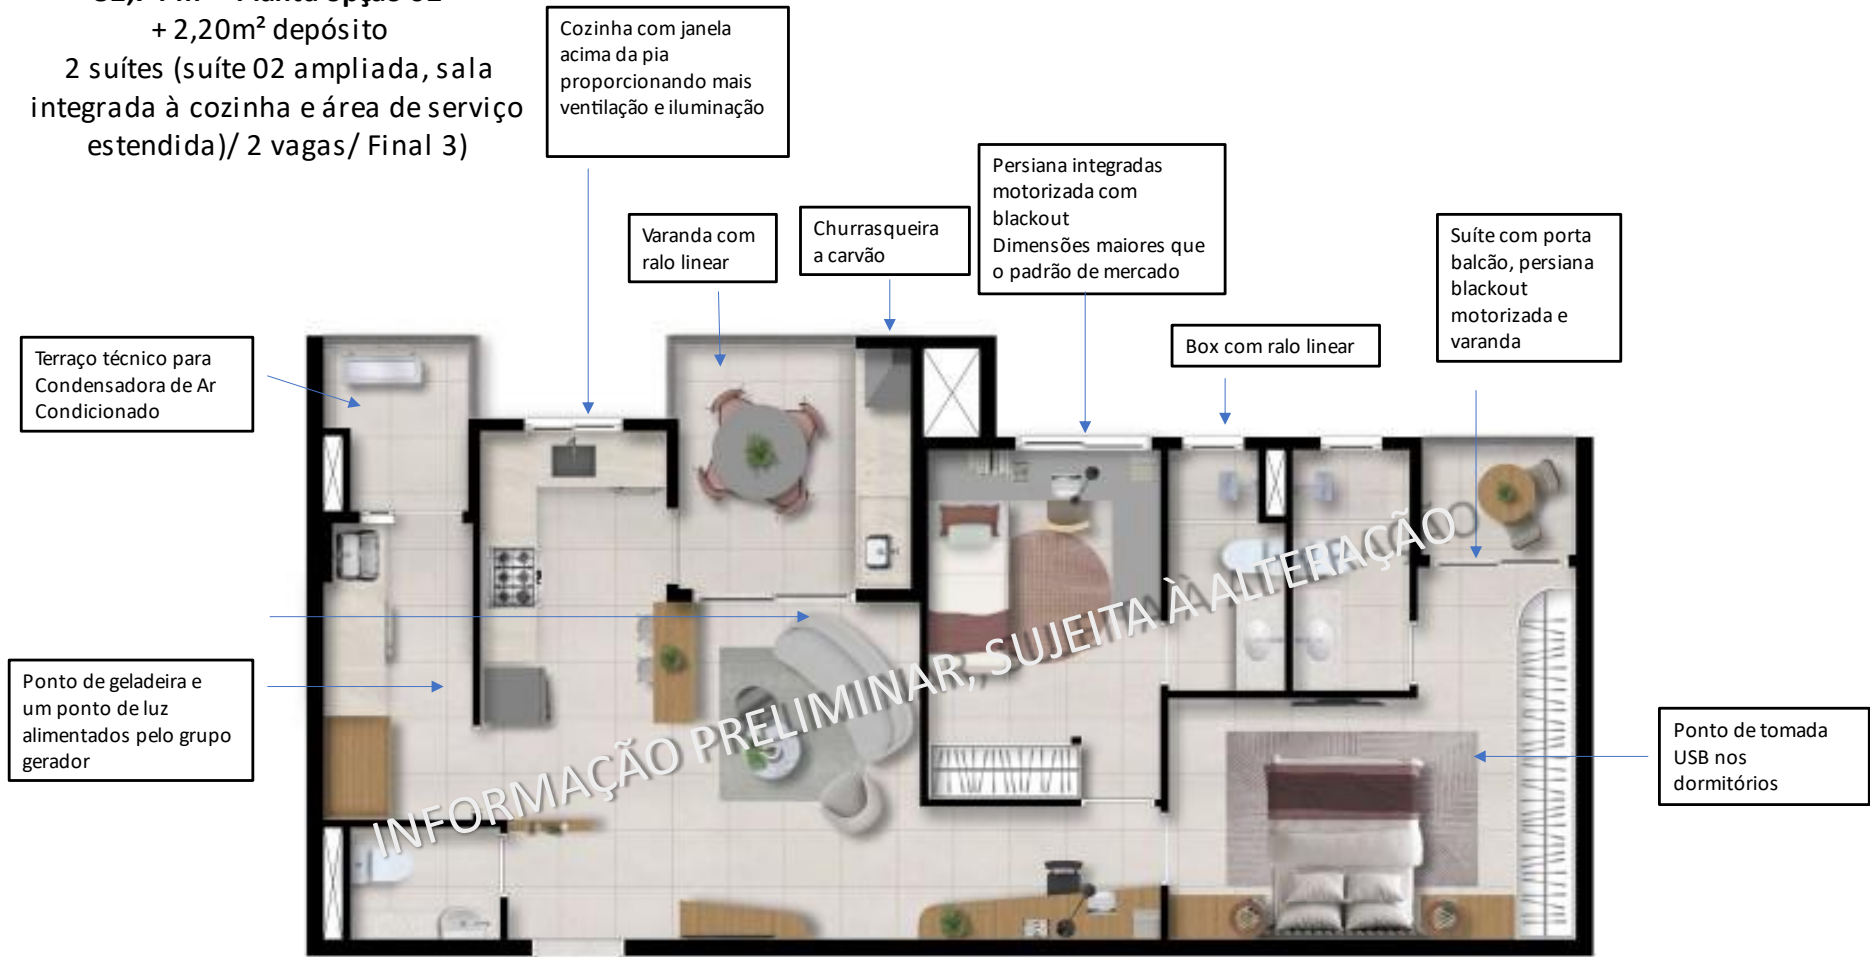 + 2,20m² depósito
2 suítes (suíte 02 ampliada, sala
integrada à cozinha e área de serviço
estendida)/ 2 vagas/ Final 3)
Cozinha com janela
acima da pia
proporcionando mais
ventilação e iluminação
Persiana integradas
motorizada com
blackout
Dimensões maiores que
o padrão de mercado
Varanda com
ralo linear
Churrasqueira
a carvão
Suíte com porta
balcão, persiana
blackout
motorizada e
varanda
Box com ralo linear
Terraço técnico para
Condensadora de Ar
Condicionado
Ponto de geladeira e
um ponto de luz
alimentados pelo grupo
gerador
Ponto de tomada
USB nos
dormitórios
INFORMAÇÃO PRELIMINAR, SUJEITA À ALTERAÇÃO